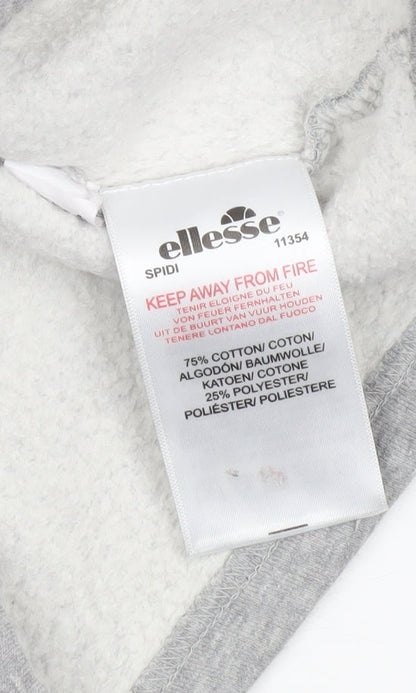 ellesse®
SPIDI 11354
KEEP AWAY FROM FIRE
TENIR ELOIGNE DU FEU
VON FEUER FERNHALTEN
UIT DE BUURT VAN VUUR HOUDEN
TENERE LONTANO DAL FUOCO
75% COTTON/ COTON/
ALGODÓN/ BAUMWOLLE/
KATOEN/ COTONE
25% POLYESTER/
POLIÉSTER/ POLIESTERE